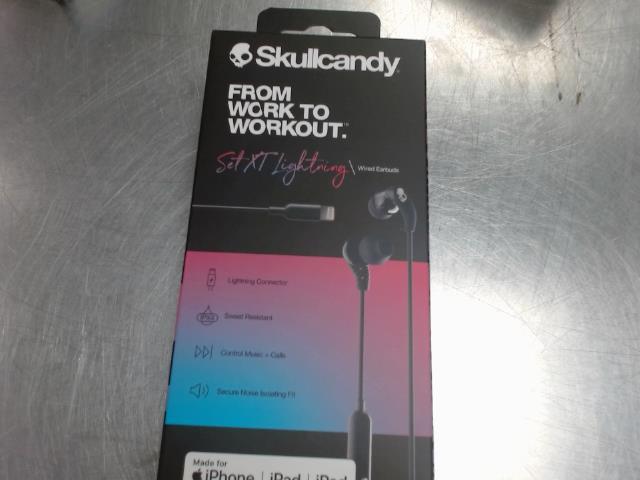 Skullcandy
FROM
WORK TO
WORKOUT.
Set XT Lightning \ Wired Earbuds
Lightning Connector
Sweat Resistant
Control Music + Calls
Secure Noise Isolating Fit
Made for
iPhone | iPad | iPod